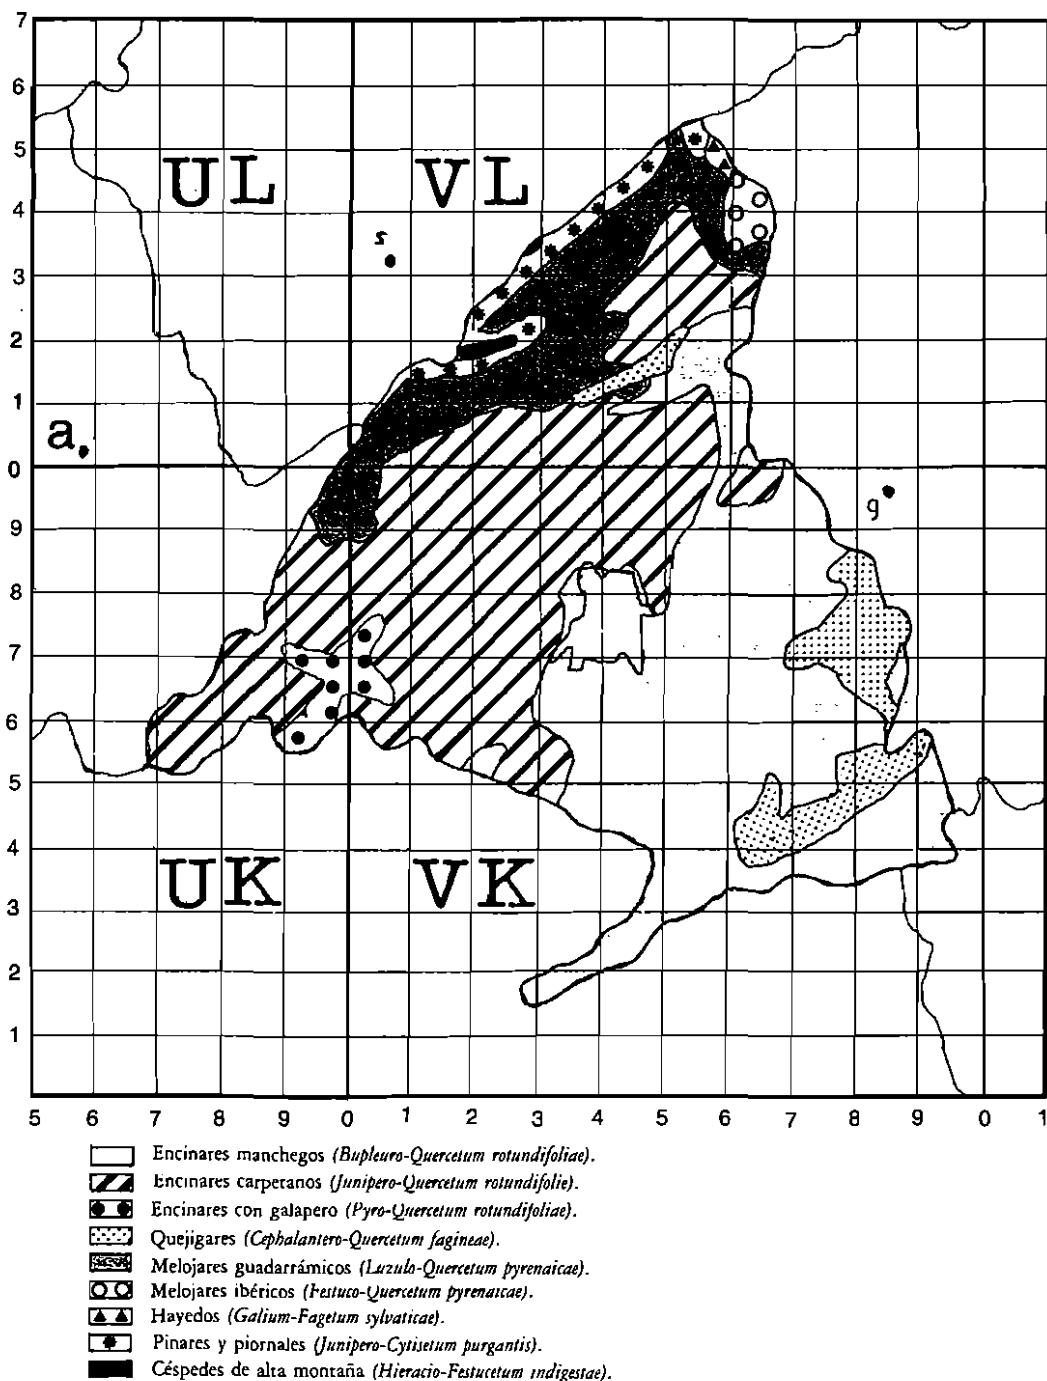 7
6
5
4
3
2
1
0
9
8
7
6
5
4
3
2
1
UL VL
s
a.
g
UK VK
5 6 7 8 9 0 1 2 3 4 5 6 7 8 9 0 1
Encinares manchegos (Bupleuro-Quercetum rotundifoliae).
Encinares carpetanos (Junipero-Quercetum rotundifolie).
Encinares con galapero (Pyro-Quercetum rotundifoliae).
Quejigares (Cephalantero-Quercetum fagineae).
Melojares guadarrámicos (Luzulo-Quercetum pyrenaicae).
Melojares ibéricos (Festuco-Quercetum pyrenaicae).
Hayedos (Galium-Fagetum sylvaticae).
Pinares y piornales (Junipero-Cytisetum purgantis).
Céspedes de alta montaña (Hieracio-Festucetum indigestae).